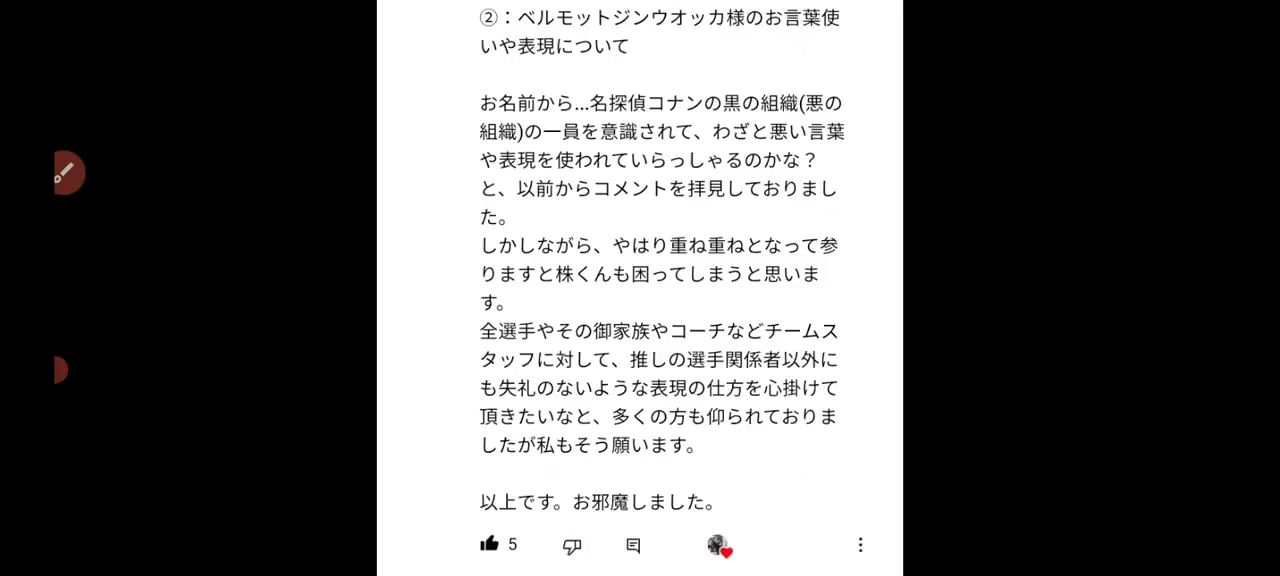 ②：ベルモットジンウオッカ様のお言葉使
いや表現について
お名前から...名探偵コナンの黒の組織(悪の
組織)の一員を意識されて、わざと悪い言葉
や表現を使われていらっしゃるのかな？
と、以前からコメントを拝見しておりまし
た。
しかしながら、やはり重ね重ねとなって参
りますと株くんも困ってしまうと思いま
す。
全選手やその御家族やコーチなどチームス
タッフに対して、推しの選手関係者以外に
も失礼のないような表現の仕方を心掛けて
頂きたいなと、多くの方も仰られておりま
したが私もそう願います。
以上です。お邪魔しました。
5